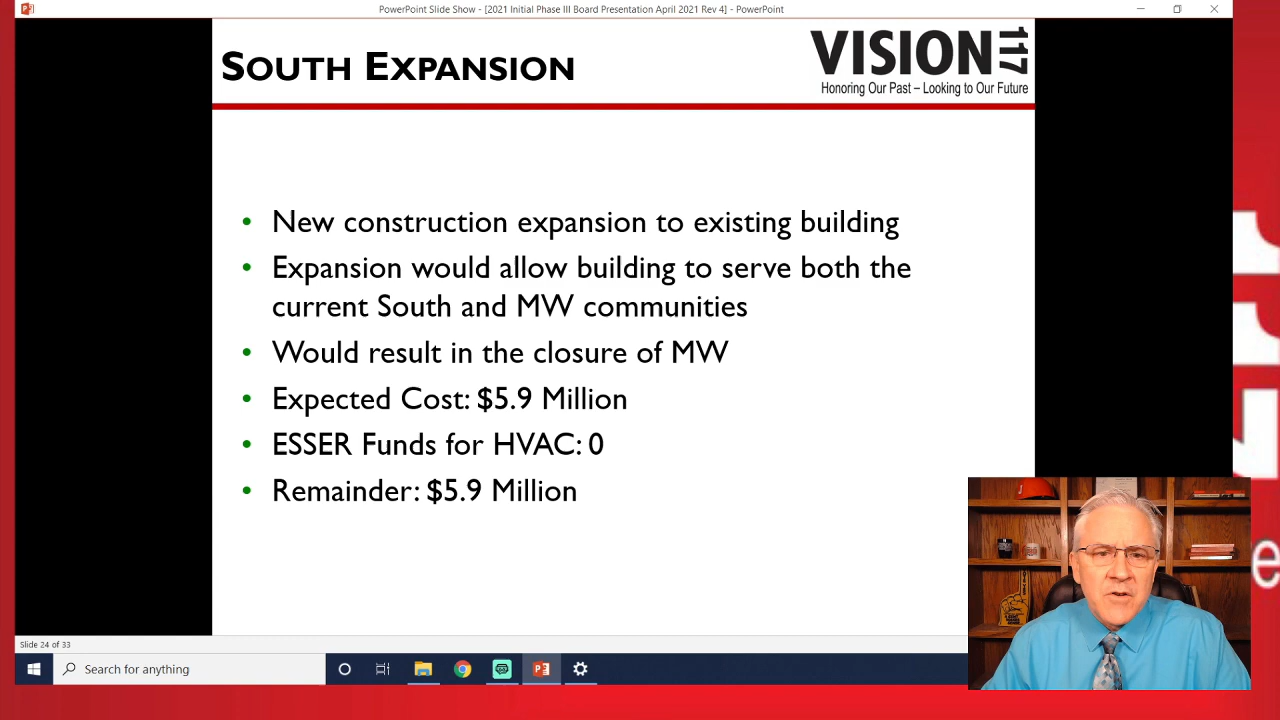 PowerPoint Slide Show - [2021 Initial Phase III Board Presentation April 2021 Rev 4] - PowerPoint
SOUTH EXPANSION
VISION 117
Honoring Our Past – Looking to Our Future
• New construction expansion to existing building
• Expansion would allow building to serve both the
current South and MW communities
• Would result in the closure of MW
• Expected Cost: $5.9 Million
• ESSER Funds for HVAC: 0
• Remainder: $5.9 Million
Slide 24 of 33
Search for anything
e